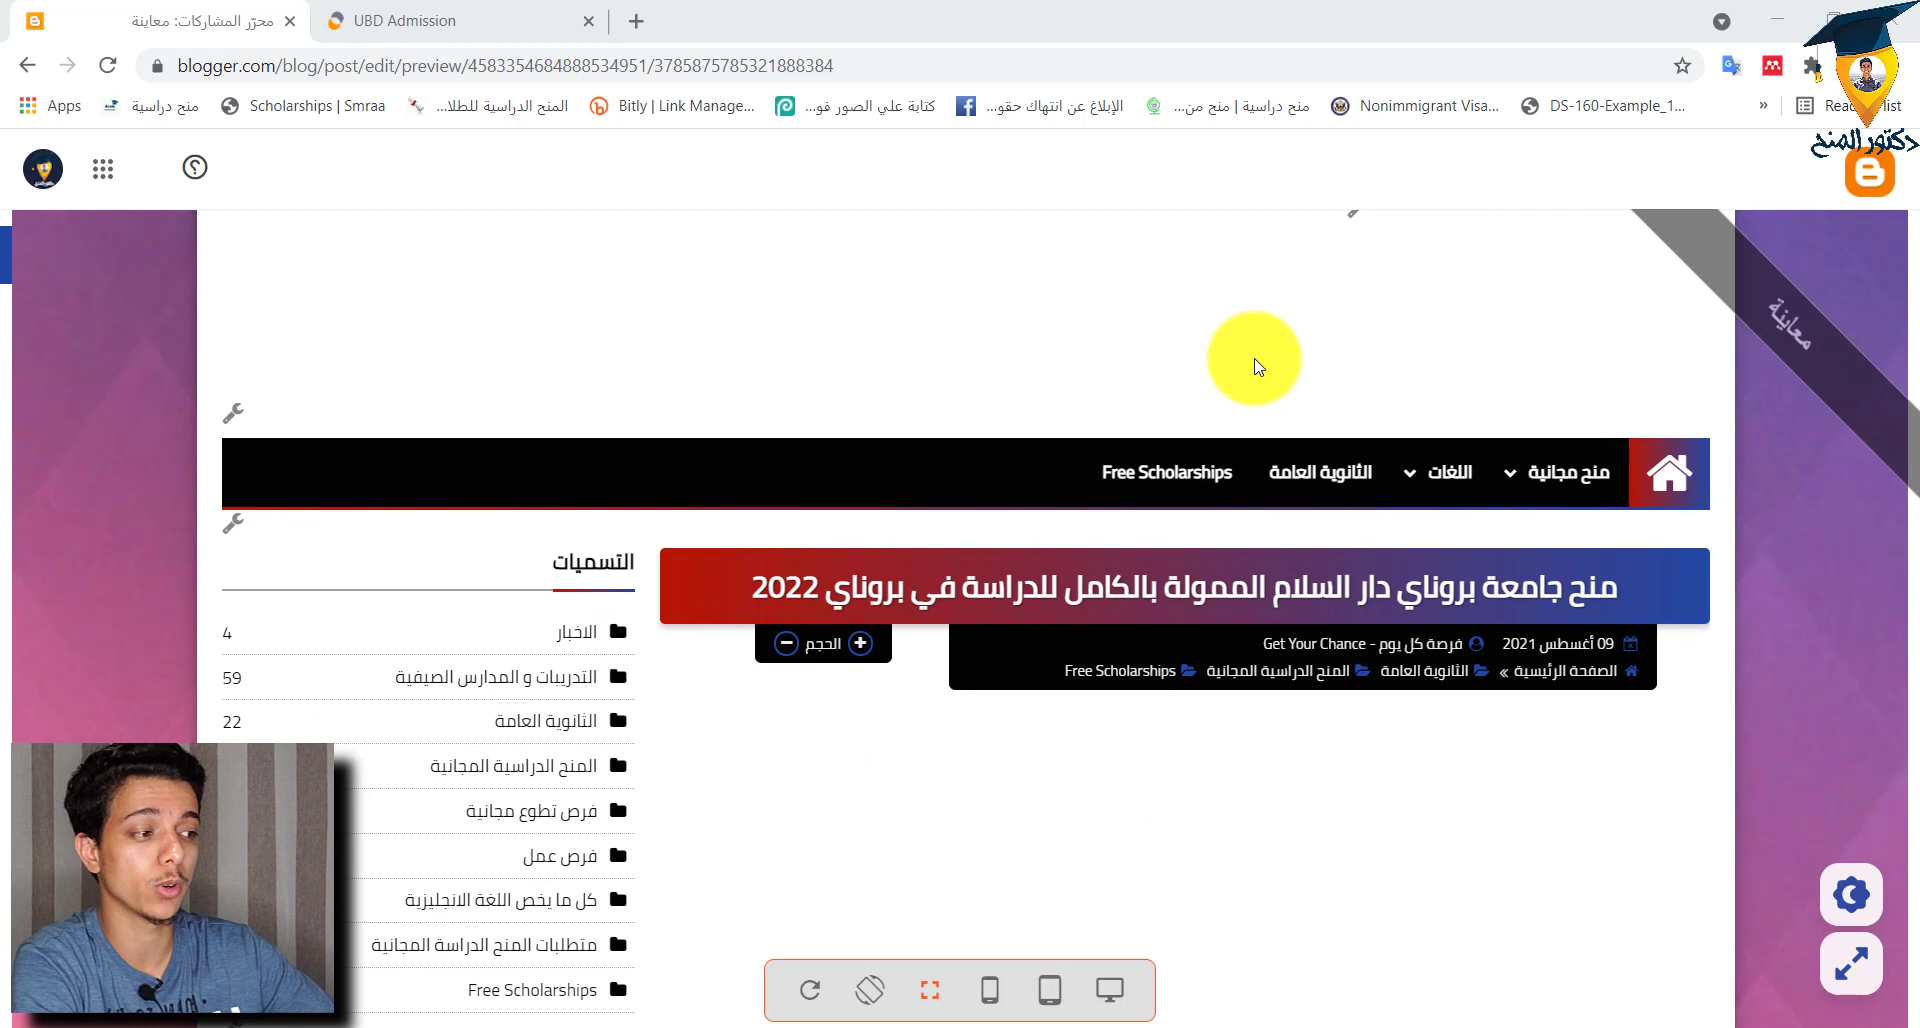 محرّر المشاركات: معاينة
UBD Admission
blogger.com/blog/post/edit/preview/4583354684888534951/3785875785321888384
Apps
منح دراسية
Scholarships | Smraa
المنح الدراسية للطلا...
Bitly | Link Manage...
كتابة علي الصور فو...
الإبلاغ عن انتهاك حقو...
منح دراسية | منح من...
Nonimmigrant Visa...
DS-160-Example_1...
»
دكتور المنح
معاينة
منح مجانية
اللغات
الثانوية العامة
Free Scholarships
منح جامعة بروناي دار السلام الممولة بالكامل للدراسة في بروناي 2022
09 أغسطس 2021 فرصة كل يوم - Get Your Chance
الصفحة الرئيسية » الثانوية العامة المنح الدراسية المجانية Free Scholarships
الحجم
التسميات
الاخبار 4
التدريبات و المدارس الصيفية 59
الثانوية العامة 22
المنح الدراسية المجانية
فرص تطوع مجانية
فرص عمل
كل ما يخص اللغة الانجليزية
متطلبات المنح الدراسة المجانية
Free Scholarships